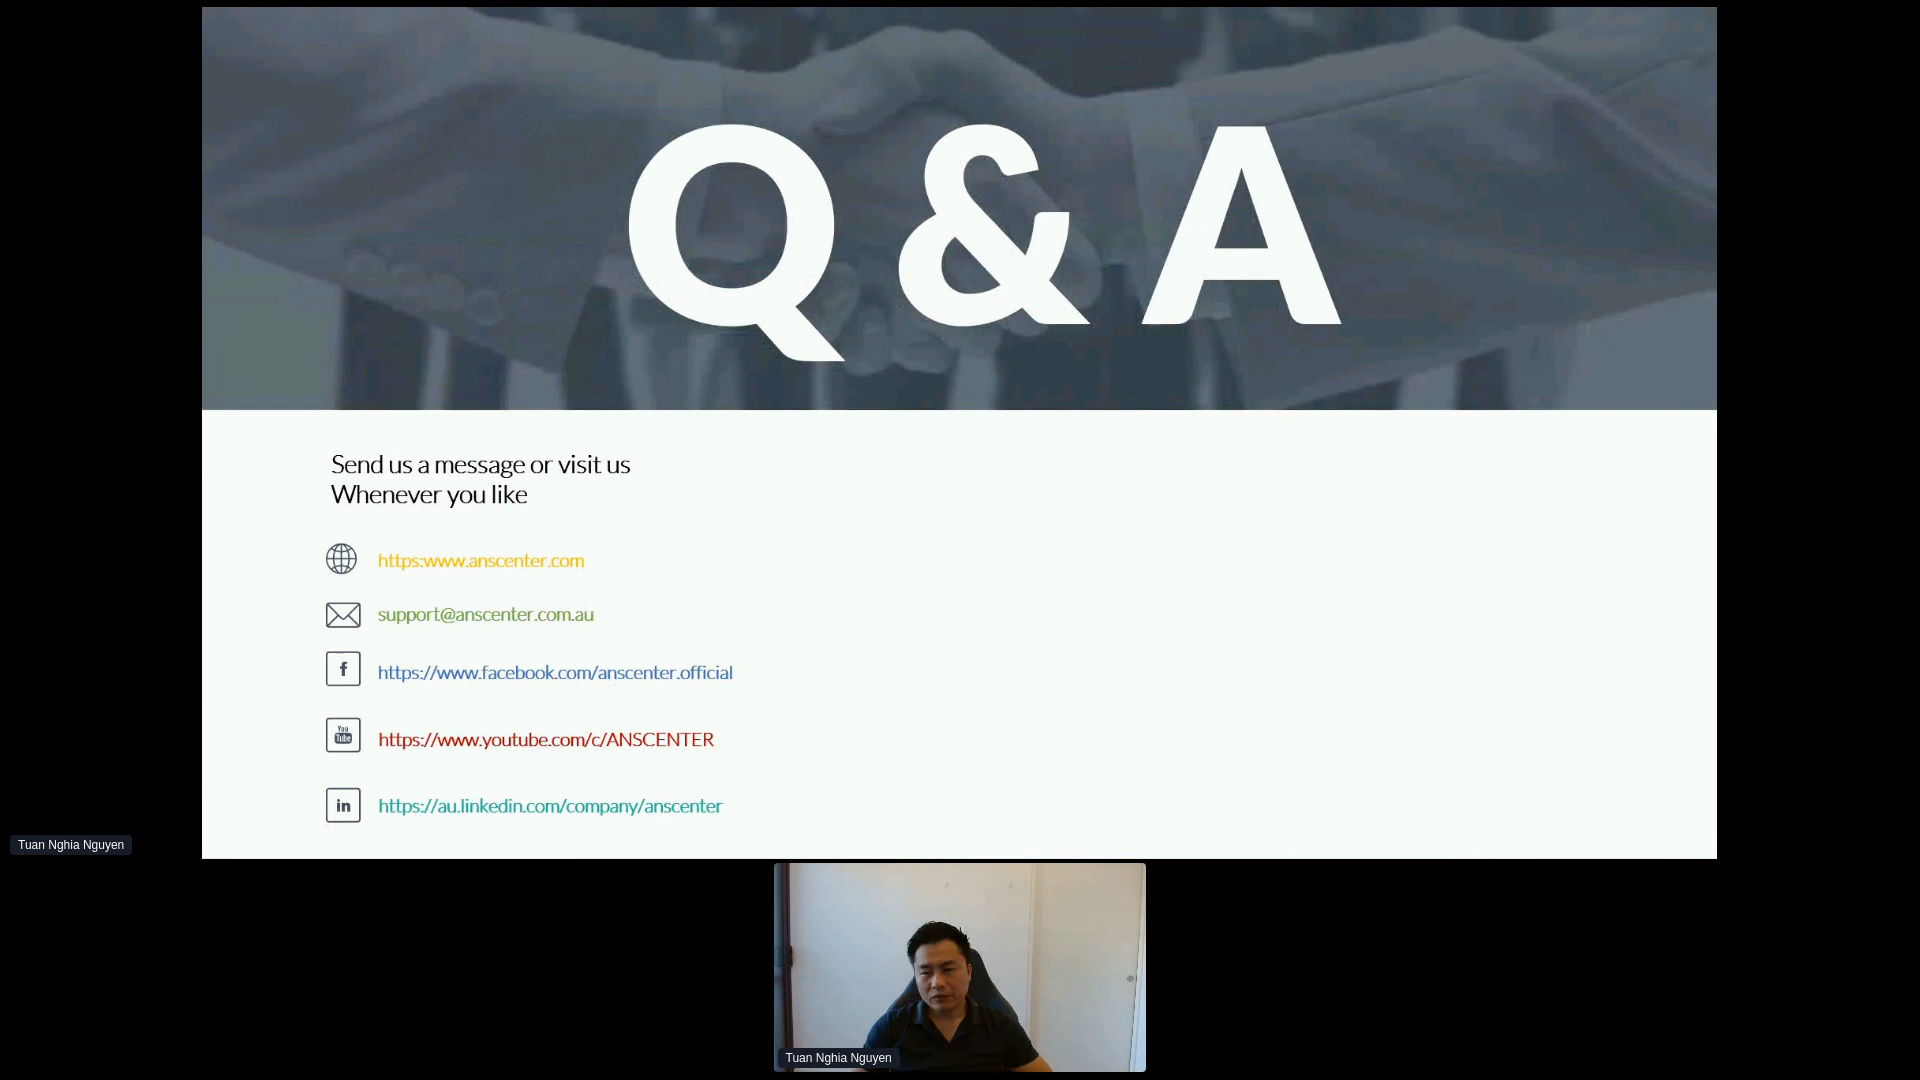 Q & A
Send us a message or visit us
Whenever you like
https:www.anscenter.com
support@anscenter.com.au
f
https://www.facebook.com/anscenter.official
You
Tube
https://www.youtube.com/c/ANSCENTER
in
https://au.linkedin.com/company/anscenter
Tuan Nghia Nguyen
Tuan Nghia Nguyen